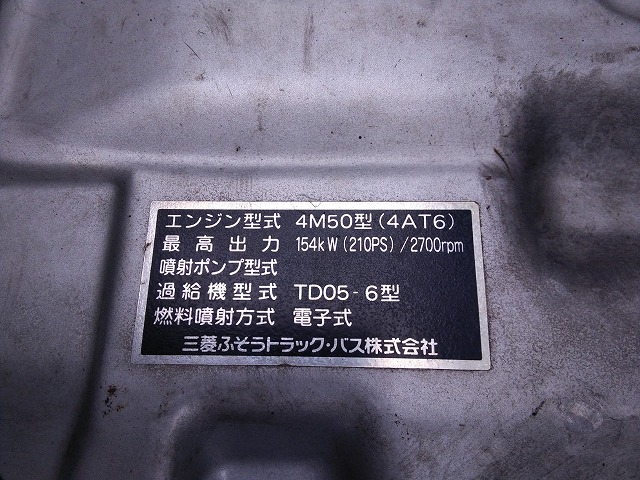 エンジン型式 4M50型(4AT6)
最高出力 154kW(210PS)/2700rpm
噴射ポンプ型式
過給機型式 TD05-6型
燃料噴射方式 電子式
三菱ふそうトラック・バス株式会社